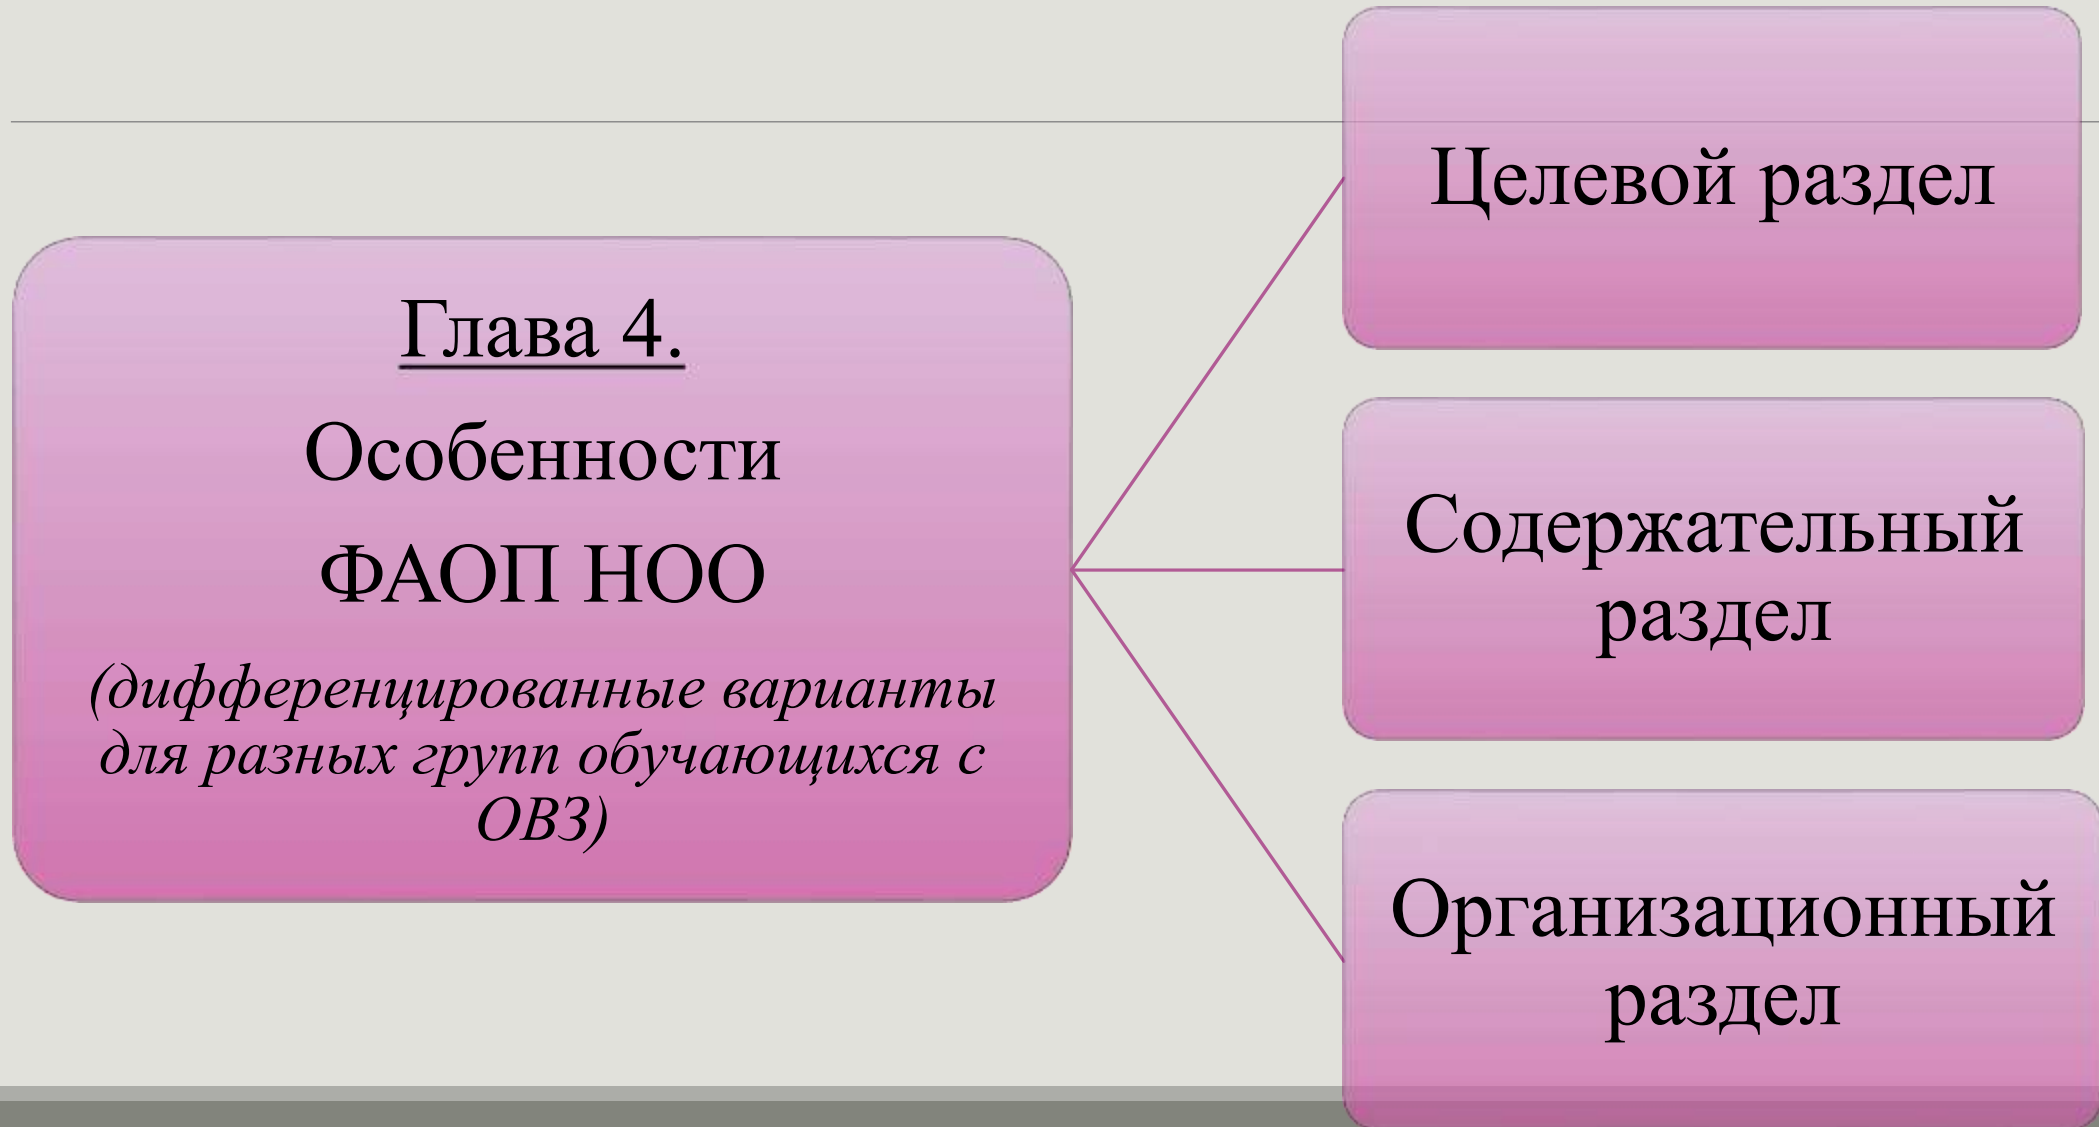 Глава 4.
Особенности
ФАОП НОО
(дифференцированные варианты
для разных групп обучающихся с
ОВЗ)
Целевой раздел
Содержательный
раздел
Организационный
раздел